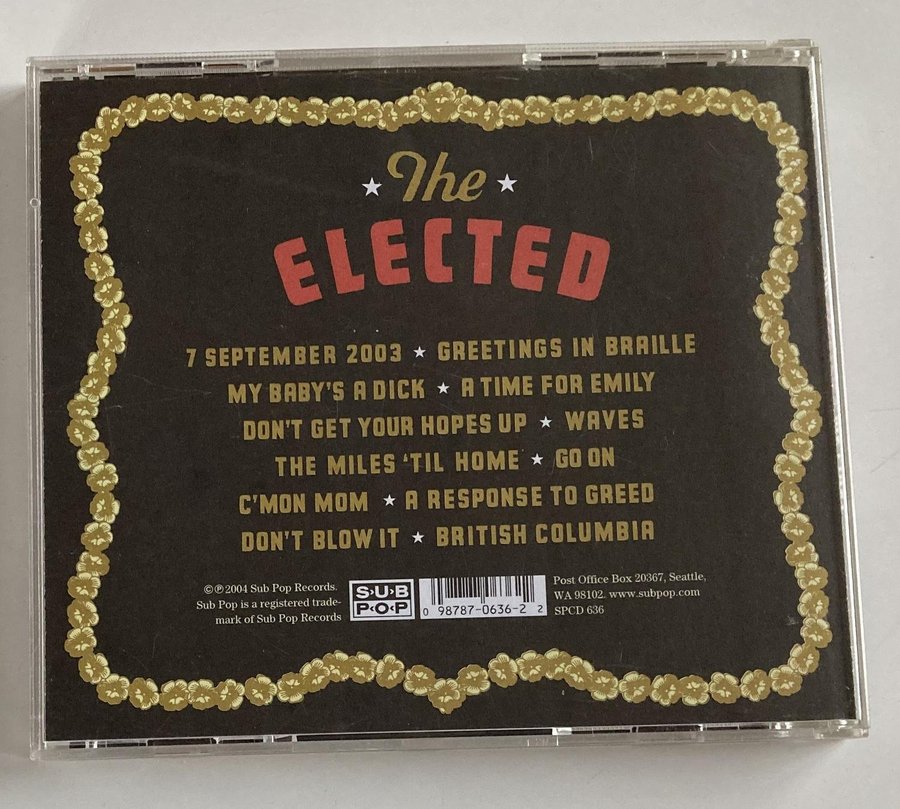 The
ELECTED
7 SEPTEMBER 2003 ★ GREETINGS IN BRAILLE
MY BABY'S A DICK ★ A TIME FOR EMILY
DON'T GET YOUR HOPES UP ★ WAVES
THE MILES 'TIL HOME ★ GO ON
C'MON MOM ★ A RESPONSE TO GREED
DON'T BLOW IT ★ BRITISH COLUMBIA
©℗2004 Sub Pop Records.
Sub Pop is a registered trade-
mark of Sub Pop Records
SUB
POP
0 98787-0636-2 2
Post Office Box 20367, Seattle,
WA 98102. www.subpop.com
SPCD 636